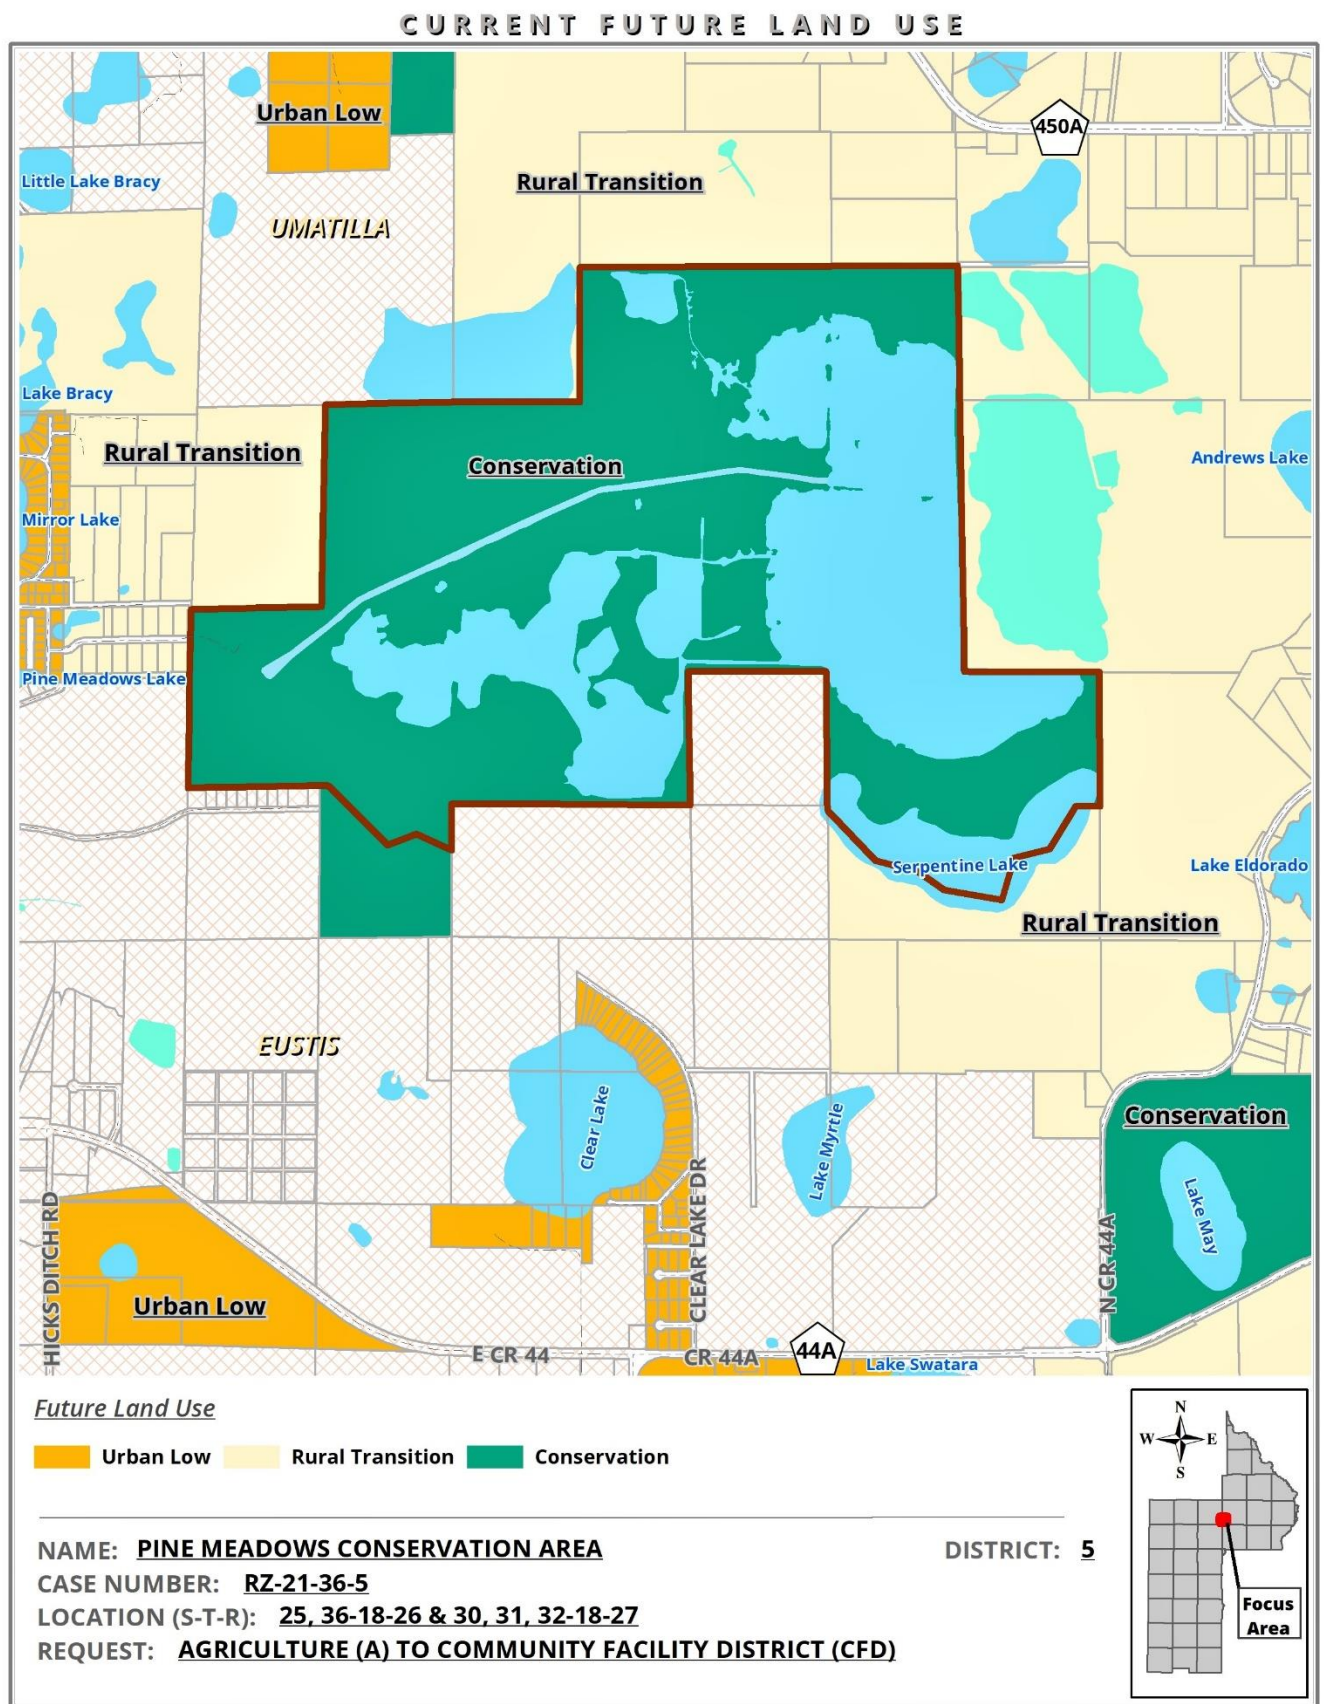 CURRENT FUTURE LAND USE
Urban Low
450A
Little Lake Bracy
Rural Transition
UMATILLA
Lake Bracy
Rural Transition
Conservation
Andrews Lake
Mirror Lake
Pine Meadows Lake
Serpentine Lake
Lake Eldorado
Rural Transition
EUSTIS
Clear Lake
Lake Myrtle
Conservation
Lake May
HICKS DITCH RD
CLEAR LAKE DR
N CR 44A
Urban Low
E CR 44
CR 44A
44A
Lake Swatara
Future Land Use
Urban Low
Rural Transition
Conservation
N
W E
S
Focus
Area
NAME: PINE MEADOWS CONSERVATION AREA
DISTRICT: 5
CASE NUMBER: RZ-21-36-5
LOCATION (S-T-R): 25, 36-18-26 & 30, 31, 32-18-27
REQUEST: AGRICULTURE (A) TO COMMUNITY FACILITY DISTRICT (CFD)